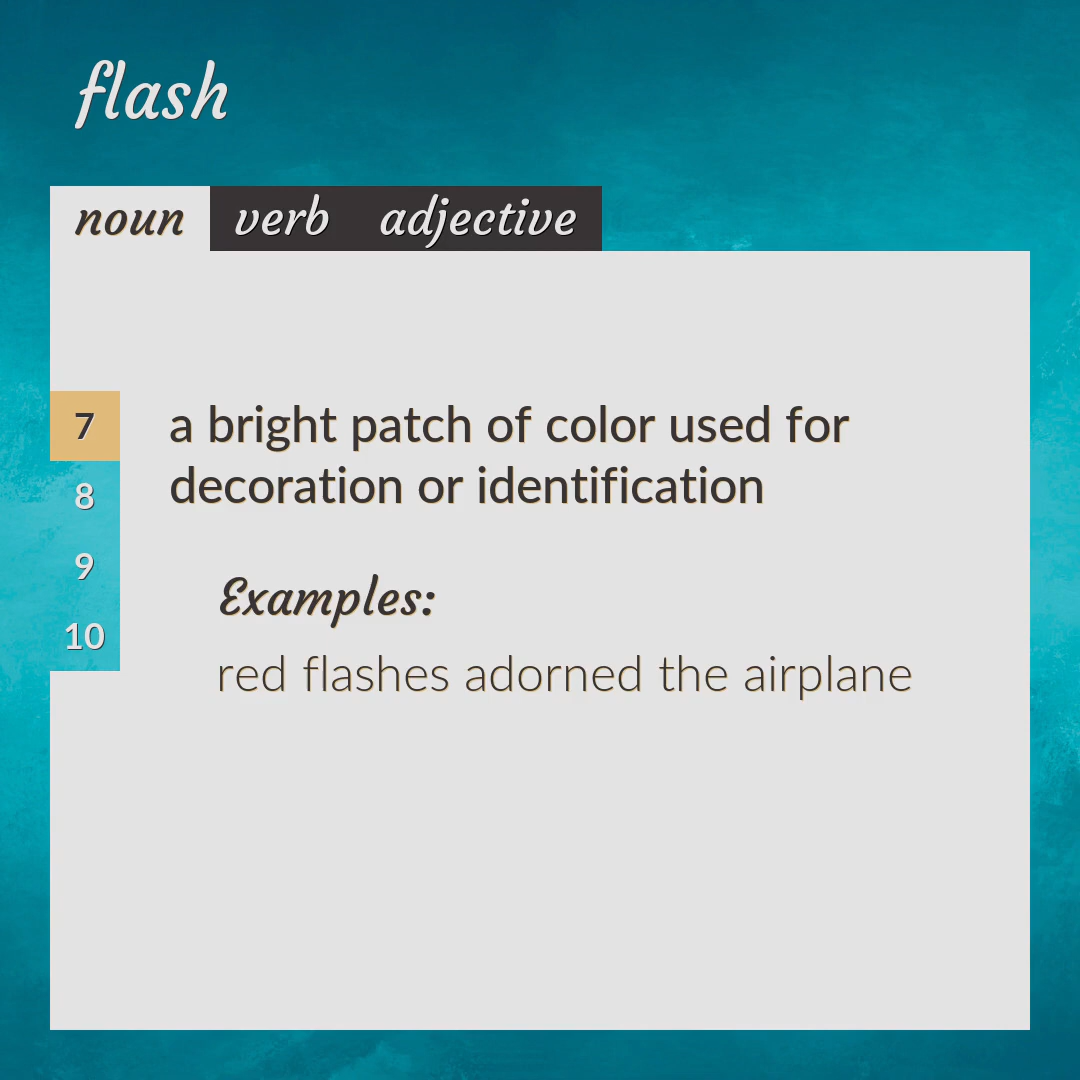 flash
noun verb adjective
7
a bright patch of color used for
decoration or identification
8
9
10
Examples:
red flashes adorned the airplane